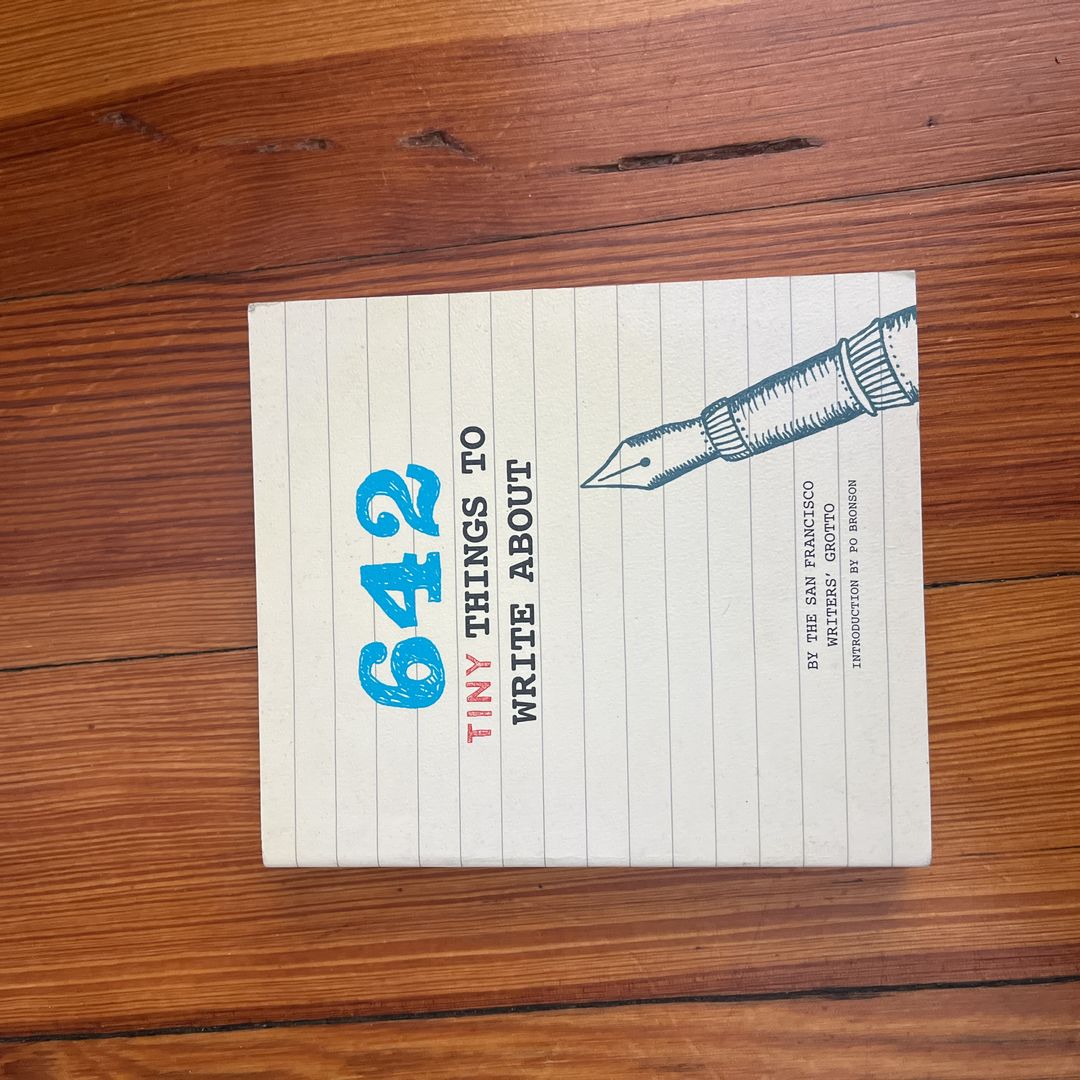 642
TINY THINGS TO
WRITE ABOUT
BY THE SAN FRANCISCO
WRITERS' GROTTO
INTRODUCTION BY PO BRONSON